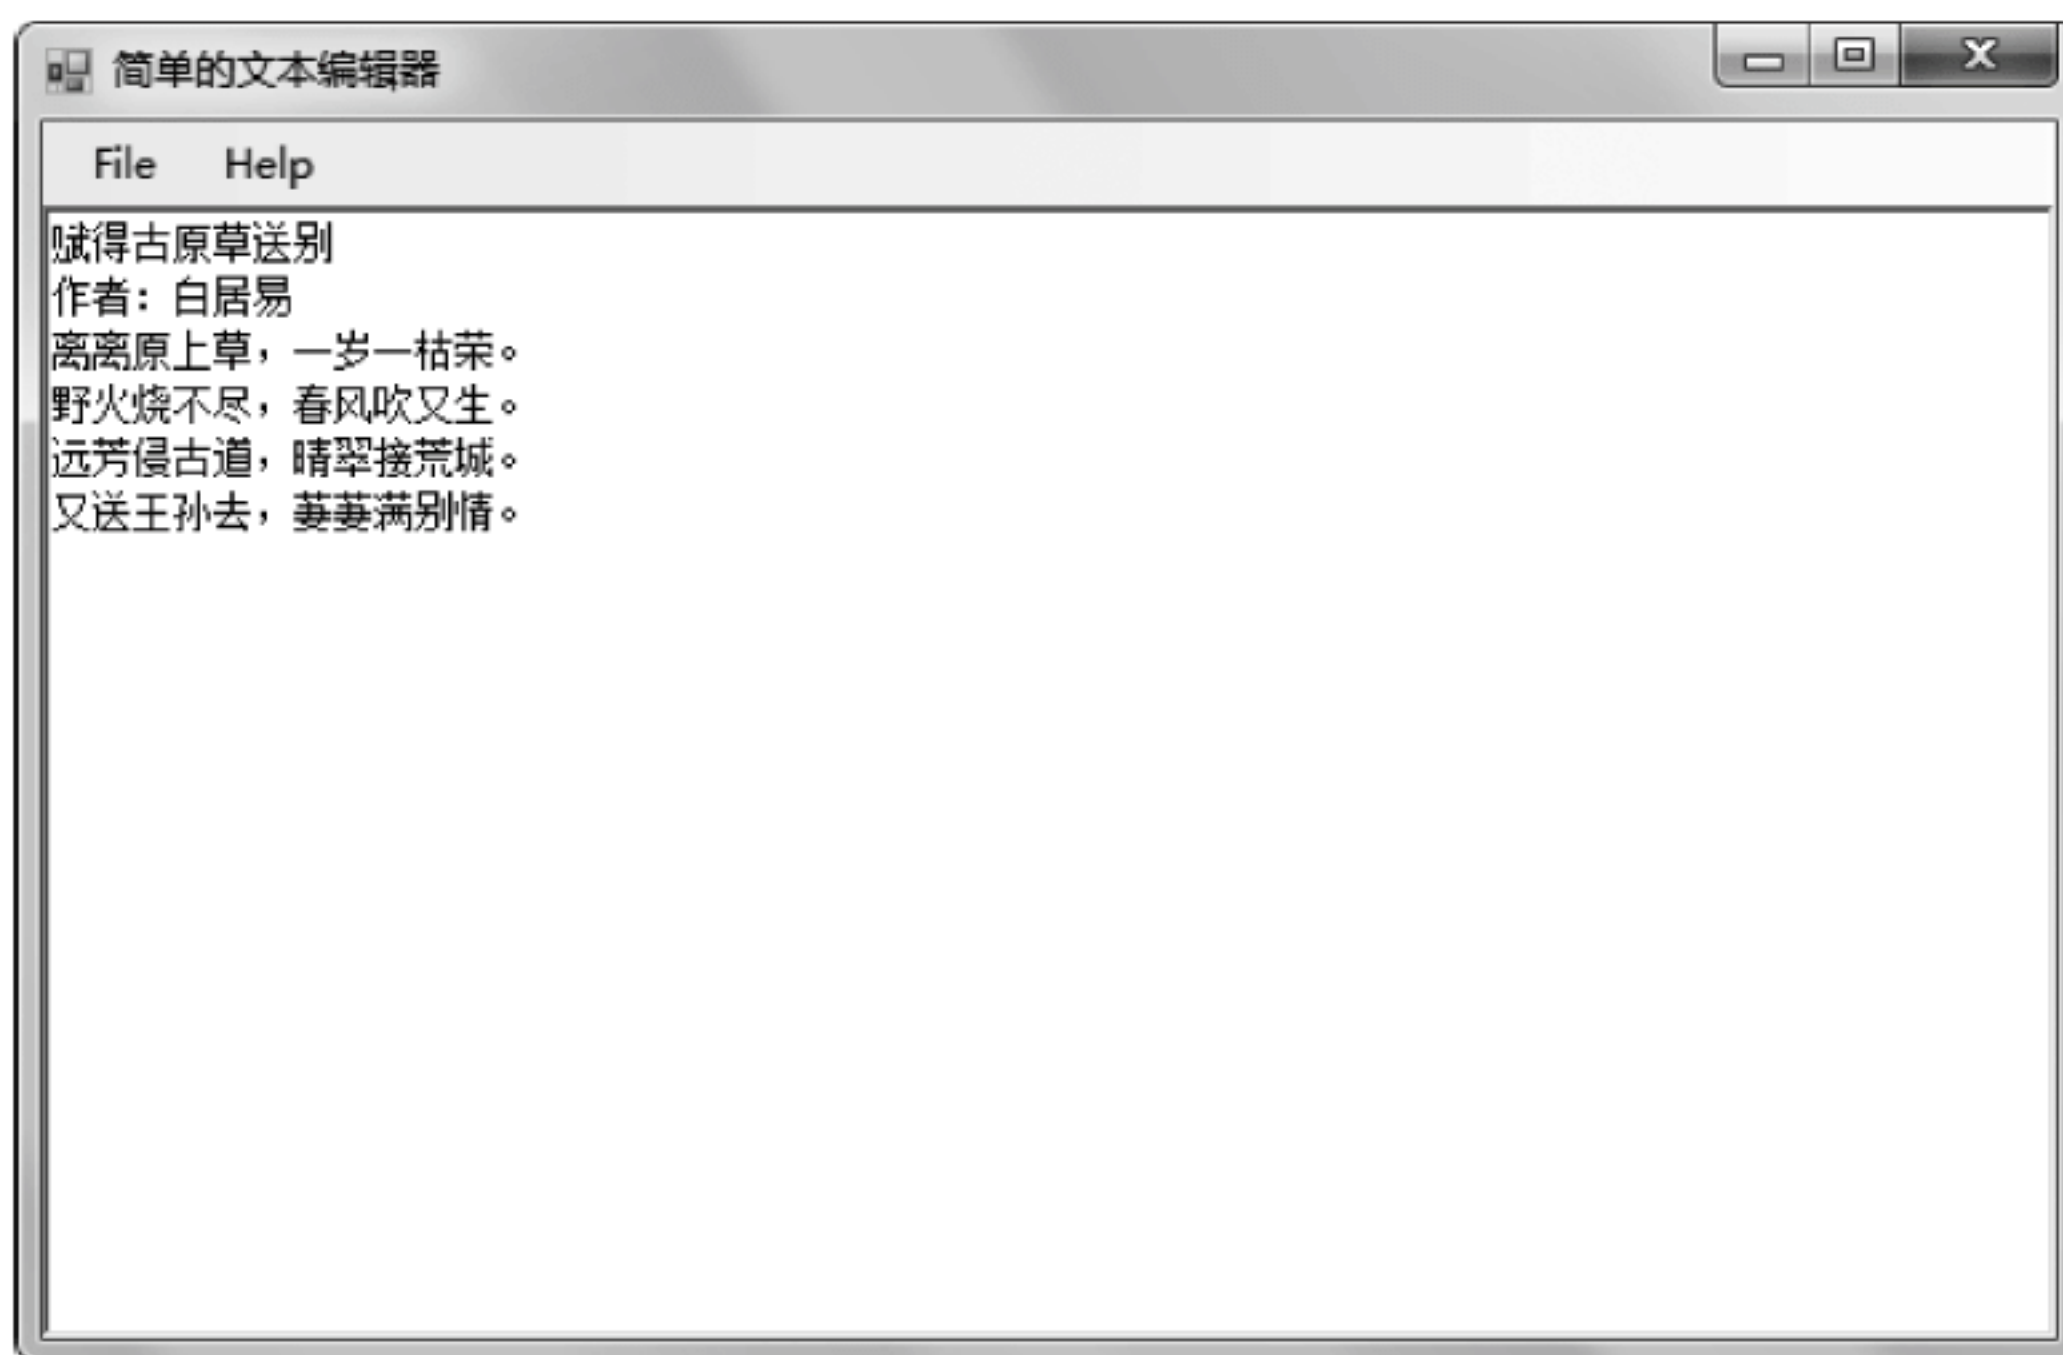 简单的文本编辑器
File Help
赋得古原草送别
作者：白居易
离离原上草，一岁一枯荣。
野火烧不尽，春风吹又生。
远芳侵古道，晴翠接荒城。
又送王孙去，萋萋满别情。